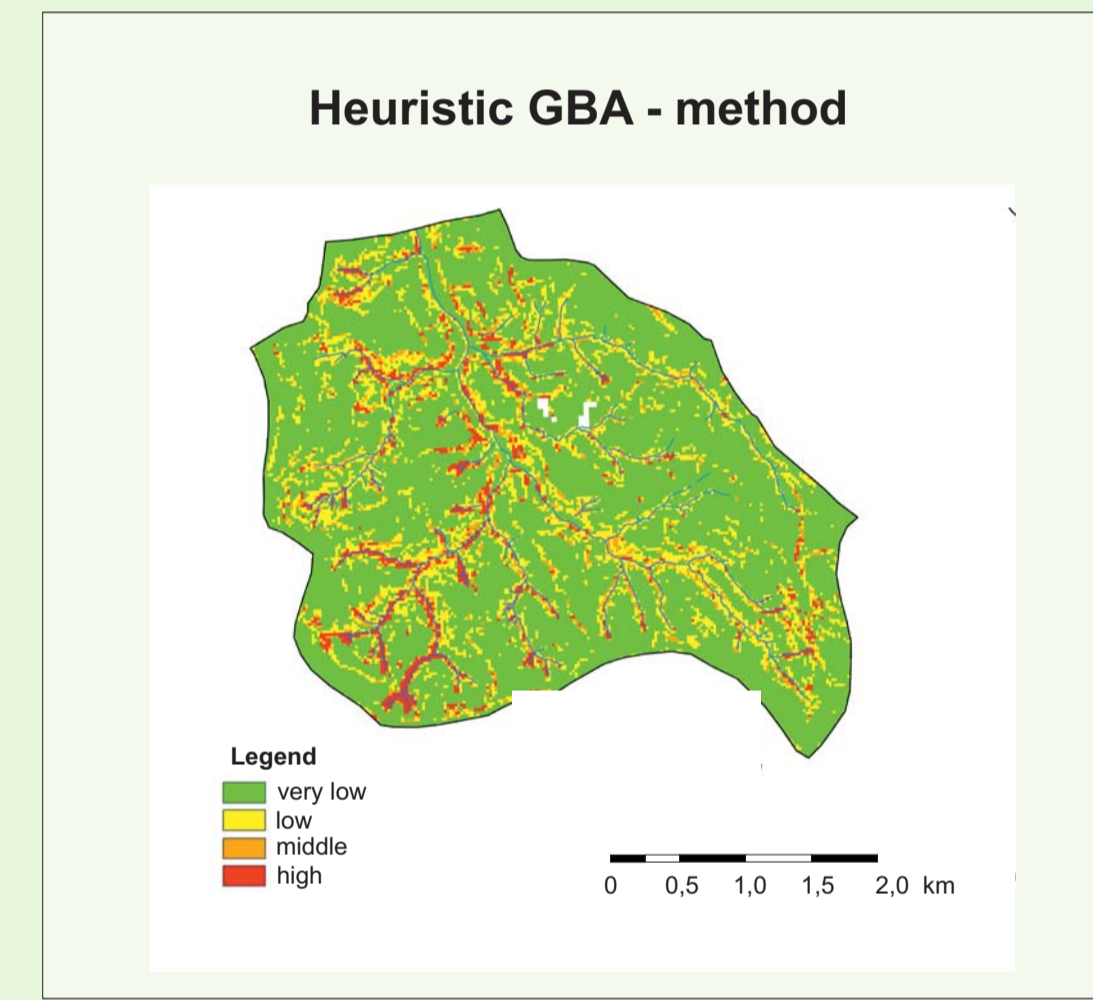 Heuristic GBA - method
Legend
very low
low
middle
high
0 0,5 1,0 1,5 2,0 km